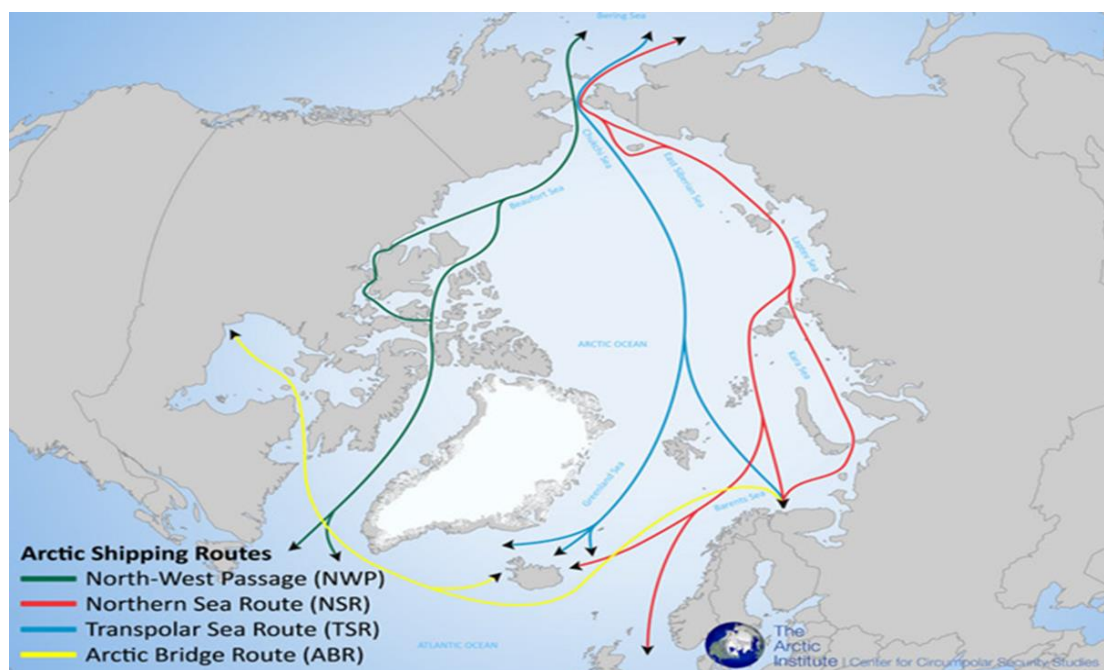 Bering Sea
Chukchy Sea
East Siberian Sea
Beaufort Sea
Laptev Sea
ARCTIC OCEAN
Kara Sea
Greenland Sea
Barents Sea
Arctic Shipping Routes
North-West Passage (NWP)
Northern Sea Route (NSR)
Transpolar Sea Route (TSR)
Arctic Bridge Route (ABR)
ATLANTIC OCEAN
The
Arctic
Institute | Center for Circumpolar Security Studies